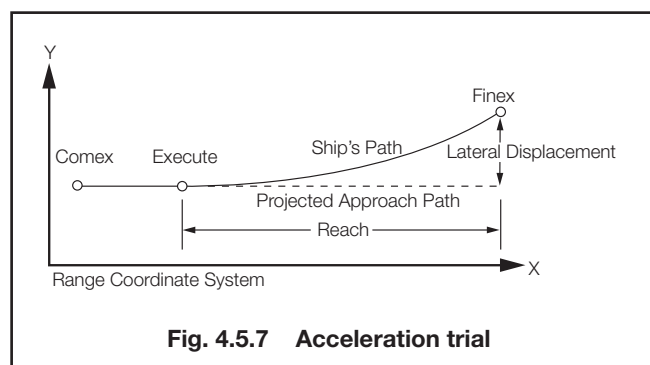 Y
Finex
Ship's Path
Lateral Displacement
Comex
Execute
Projected Approach Path
Reach
X
Range Coordinate System
Fig. 4.5.7 Acceleration trial